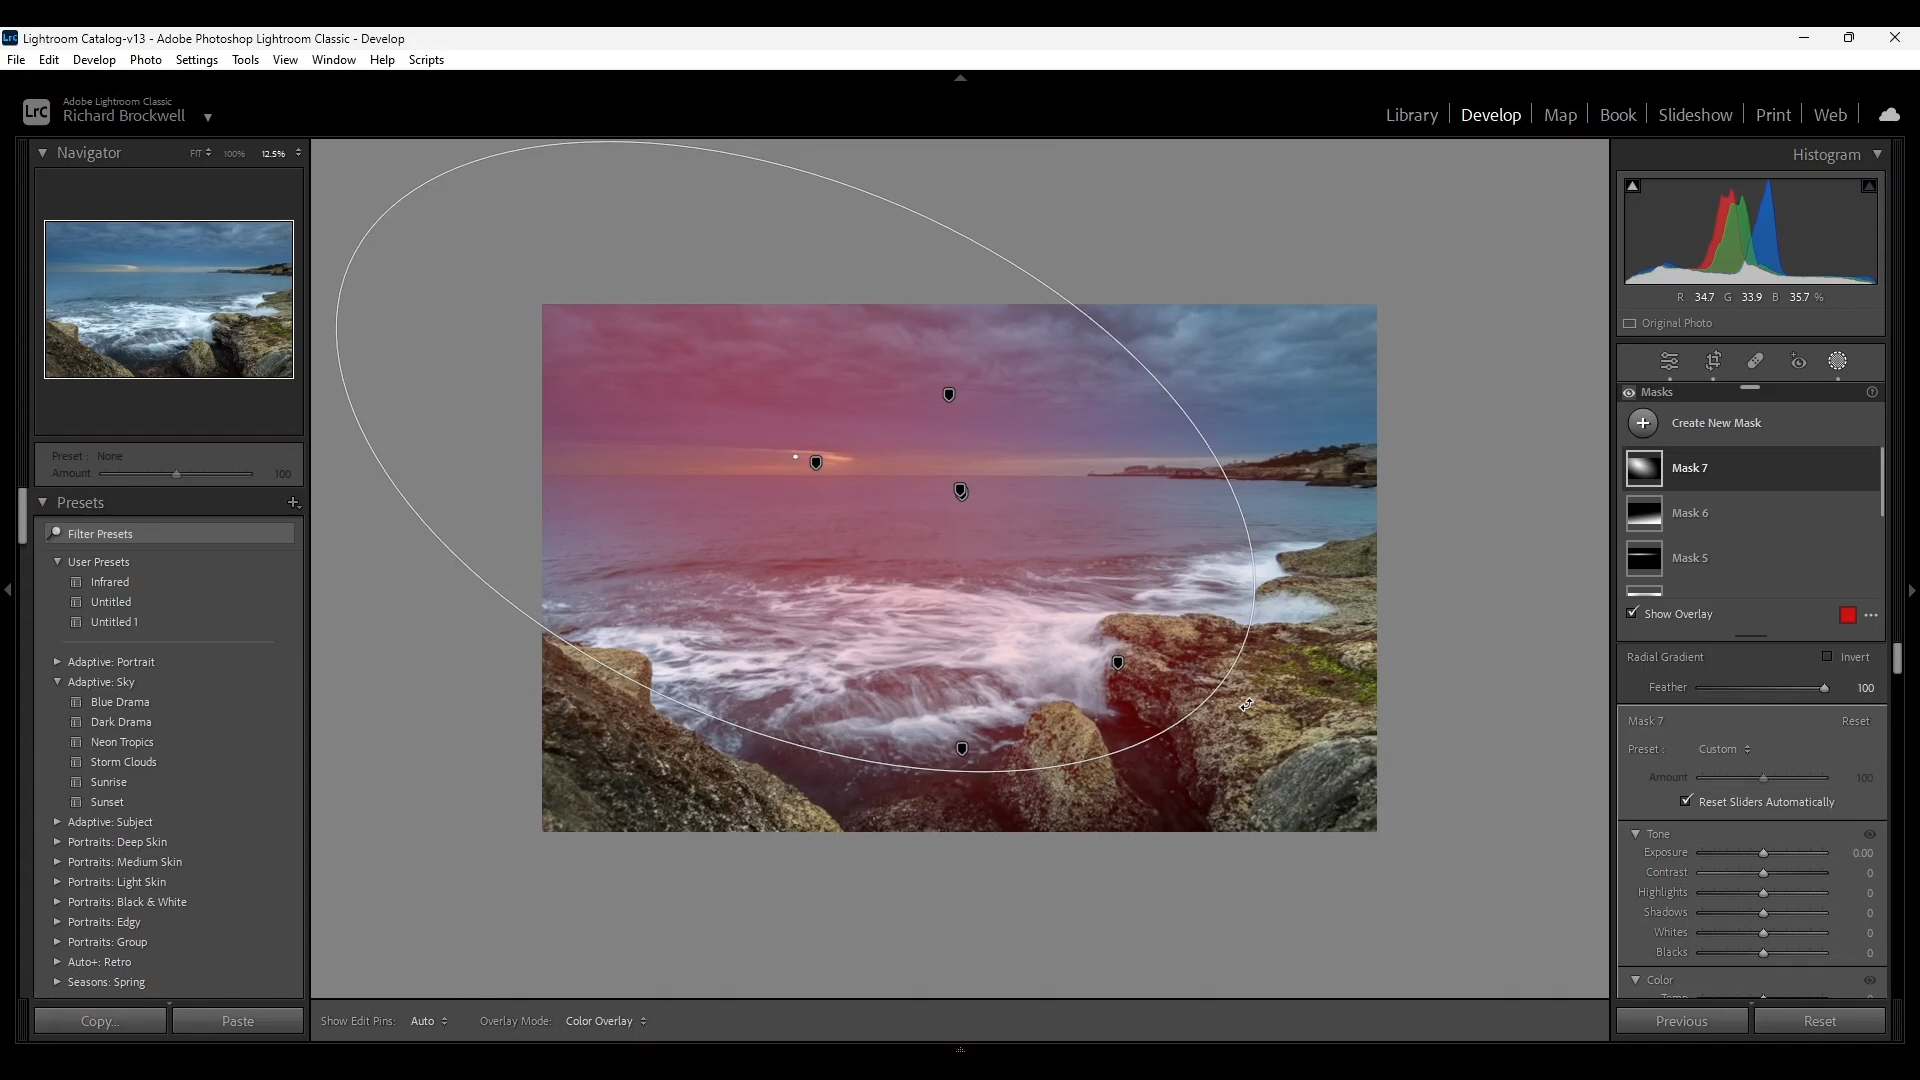 Lrc Lightroom Catalog-v13 - Adobe Photoshop Lightroom Classic - Develop
File Edit Develop Photo Settings Tools View Window Help Scripts
LrC Adobe Lightroom Classic
Richard Brockwell
Library Develop Map Book Slideshow Print Web
Navigator FIT 100% 12.5%
Histogram
R 34.7 G 33.9 B 35.7 %
Original Photo
Masks
Create New Mask
Mask 7
Mask 6
Mask 5
Show Overlay
Radial Gradient Invert
Feather 100
Mask 7 Reset
Preset : Custom
Amount 100
Reset Sliders Automatically
Tone
Exposure 0.00
Contrast 0
Highlights 0
Shadows 0
Whites 0
Blacks 0
Color
Temp 0
Previous Reset
Preset : None
Amount 100
Presets
Filter Presets
User Presets
Infrared
Untitled
Untitled 1
Adaptive: Portrait
Adaptive: Sky
Blue Drama
Dark Drama
Neon Tropics
Storm Clouds
Sunrise
Sunset
Adaptive: Subject
Portraits: Deep Skin
Portraits: Medium Skin
Portraits: Light Skin
Portraits: Black & White
Portraits: Edgy
Portraits: Group
Auto+: Retro
Seasons: Spring
Copy... Paste
Show Edit Pins: Auto Overlay Mode: Color Overlay